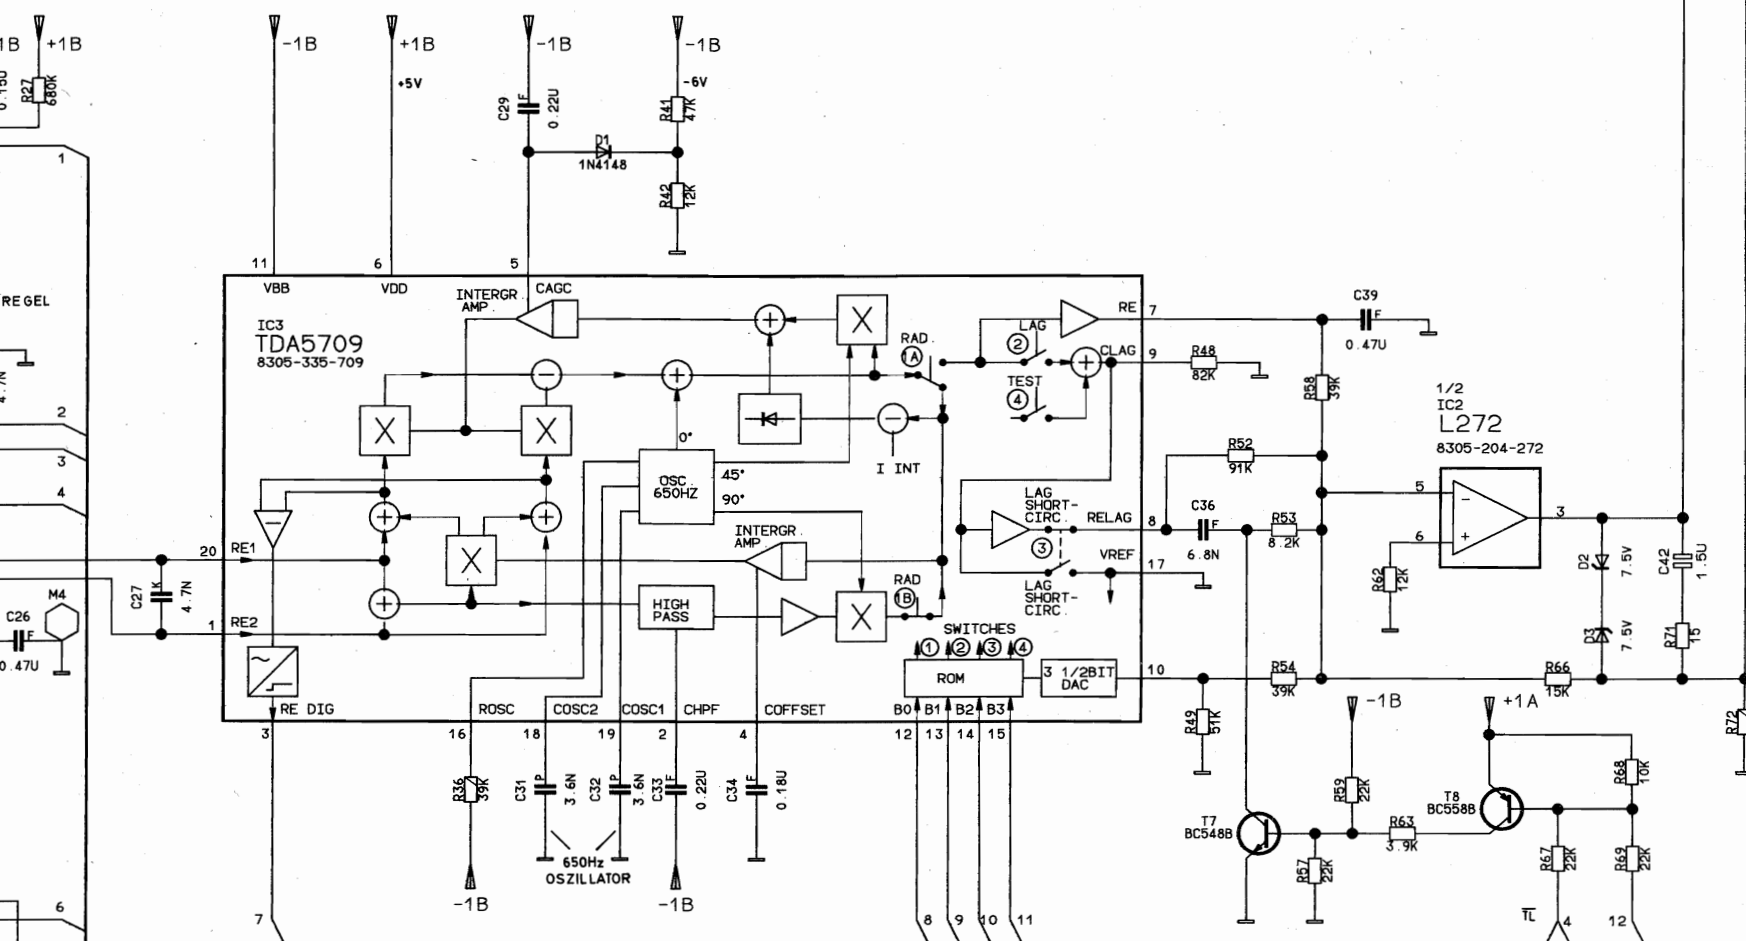 1B
+1B
-1B
+1B
-1B
-1B
0.15U
R27
680K
+5V
C29
F
0.22U
-6V
R41
47K
D1
1N4148
R42
12K
1
11
6
5
VBB
VDD
INTERGR.
AMP.
CAGC
REGEL
IC3
TDA5709
8305-335-709
X
+
RAD.
1A
LAG
2
RE
7
C39
F
0.47U
CLAG
9
R48
82K
TEST
4
+
−
+
X
X
−
I INT
0°
OSC.
650HZ
45°
90°
R58
39K
1/2
IC2
L272
8305-204-272
R52
91K
4.7N
2
3
4
−
+
+
X
INTERGR.
AMP
LAG
SHORT-
CIRC.
RELAG
8
C36
F
6.8N
R53
8.2K
5
−
3
6
+
R62
12K
D2
7.5V
C42
1.5U
20
RE1
3
VREF
17
LAG
SHORT-
CIRC.
C27
K
4.7N
M4
C26
F
0.47U
1
RE2
+
HIGH
PASS
X
RAD
1B
SWITCHES
1
2
3
4
D3
7.5V
R71
15
~
ROM
3 1/2BIT
DAC
10
R54
39K
R66
15K
RE DIG
ROSC
COSC2
COSC1
CHPF
COFFSET
B0
B1
B2
B3
3
16
18
19
2
4
12
13
14
15
R49
51K
-1B
+1A
R72
R36
39K
C31
P
3.6N
C32
P
3.6N
C33
F
0.22U
C34
F
0.18U
R59
22K
T8
BC558B
R68
10K
T7
BC548B
R63
3.9K
R57
22K
R67
22K
R69
22K
650Hz
OSZILLATOR
-1B
-1B
6
7
8
9
10
11
TL
4
12